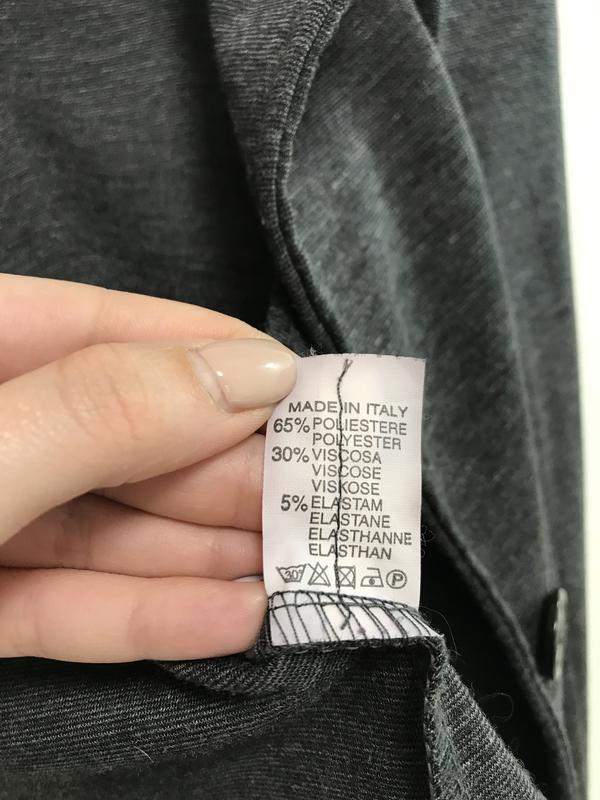 MADE IN ITALY
65% POLIESTERE
POLYESTER
30% VISCOSA
VISCOSE
VISKOSE
5% ELASTAM
ELASTANE
ELASTHANNE
ELASTHAN
30° P